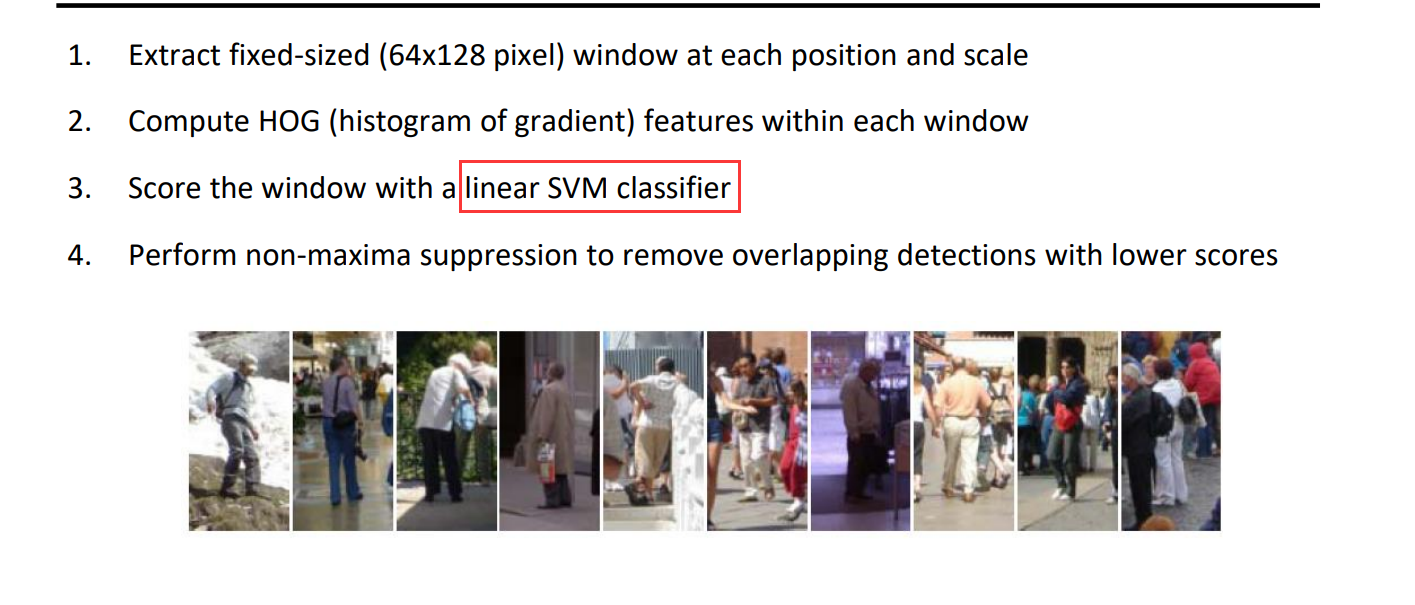 1. Extract fixed-sized (64x128 pixel) window at each position and scale
2. Compute HOG (histogram of gradient) features within each window
3. Score the window with a linear SVM classifier
4. Perform non-maxima suppression to remove overlapping detections with lower scores